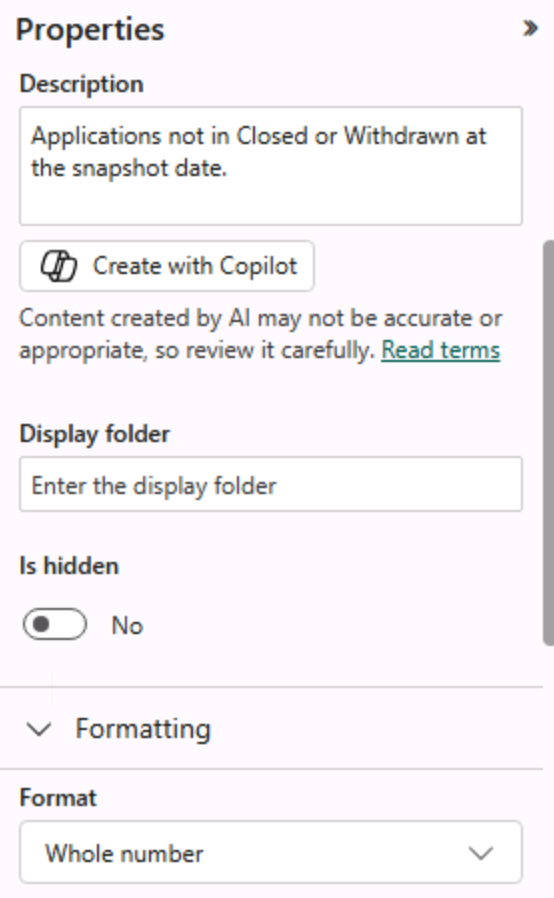 Properties
Description
Applications not in Closed or Withdrawn at
the snapshot date.
Create with Copilot
Content created by AI may not be accurate or
appropriate, so review it carefully. Read terms
Display folder
Enter the display folder
Is hidden
No
Formatting
Format
Whole number